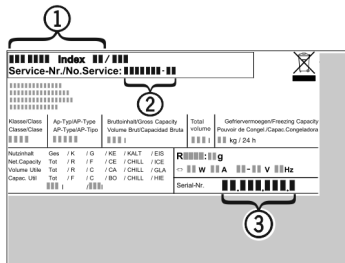 1
Index /
Service-Nr./No.Service: -
2
Klasse/Class Ap-Typ/AP-Type Bruttoinhalt/Gross Capacity Total Gefriervermoegen/Freezing Capacity
Classe/Class AP-Type/AP-Tipo Volume Brut/Capacidad Bruta volume Pouvoir de Congel./Capac.Congeladora
l kg / 24 h
Nutzinhalt Ges / K / G / KE / KALT / EIS
Net.Capacity Tot / R / F / CE / CHILL / ICE
Volume Utile Tot / R / C / CA / CHILL / GLA
Capac. Util Tot / F / C / BO / CHILL / HIE
l / l
R : g
W A - V Hz
Serial-Nr. . . .
3